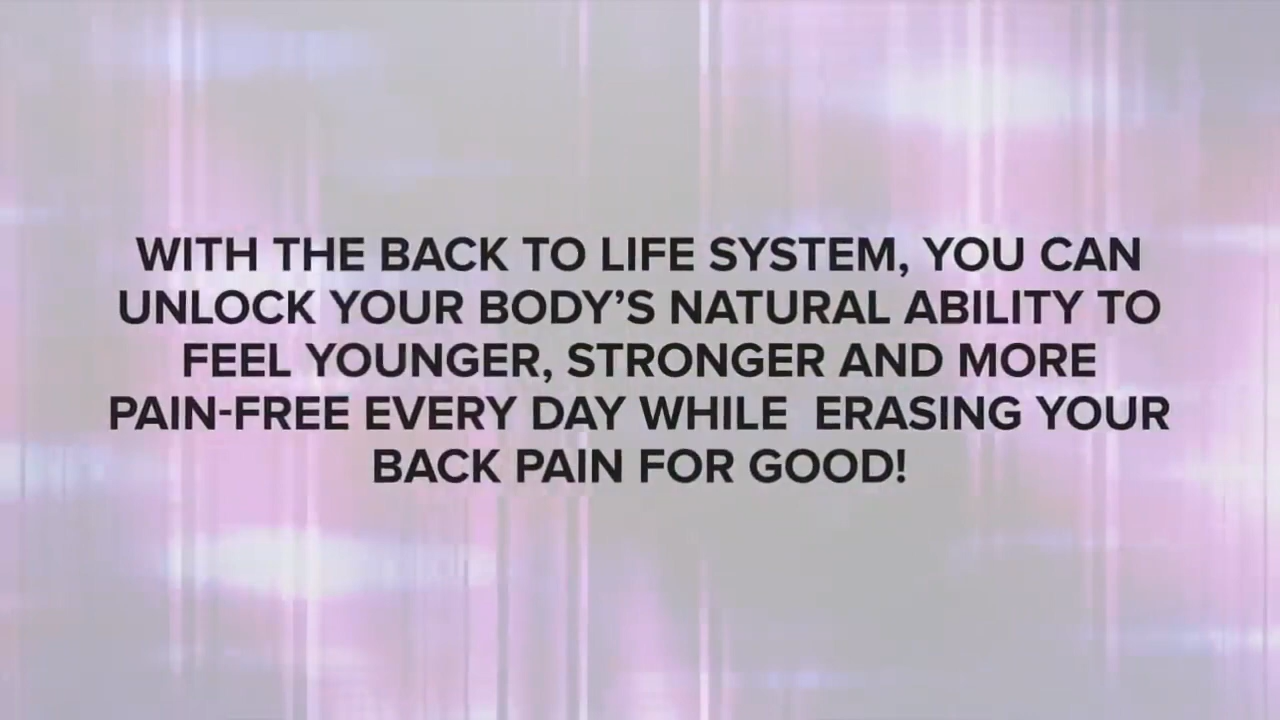 WITH THE BACK TO LIFE SYSTEM, YOU CAN
UNLOCK YOUR BODY’S NATURAL ABILITY TO
FEEL YOUNGER, STRONGER AND MORE
PAIN-FREE EVERY DAY WHILE  ERASING YOUR
BACK PAIN FOR GOOD!